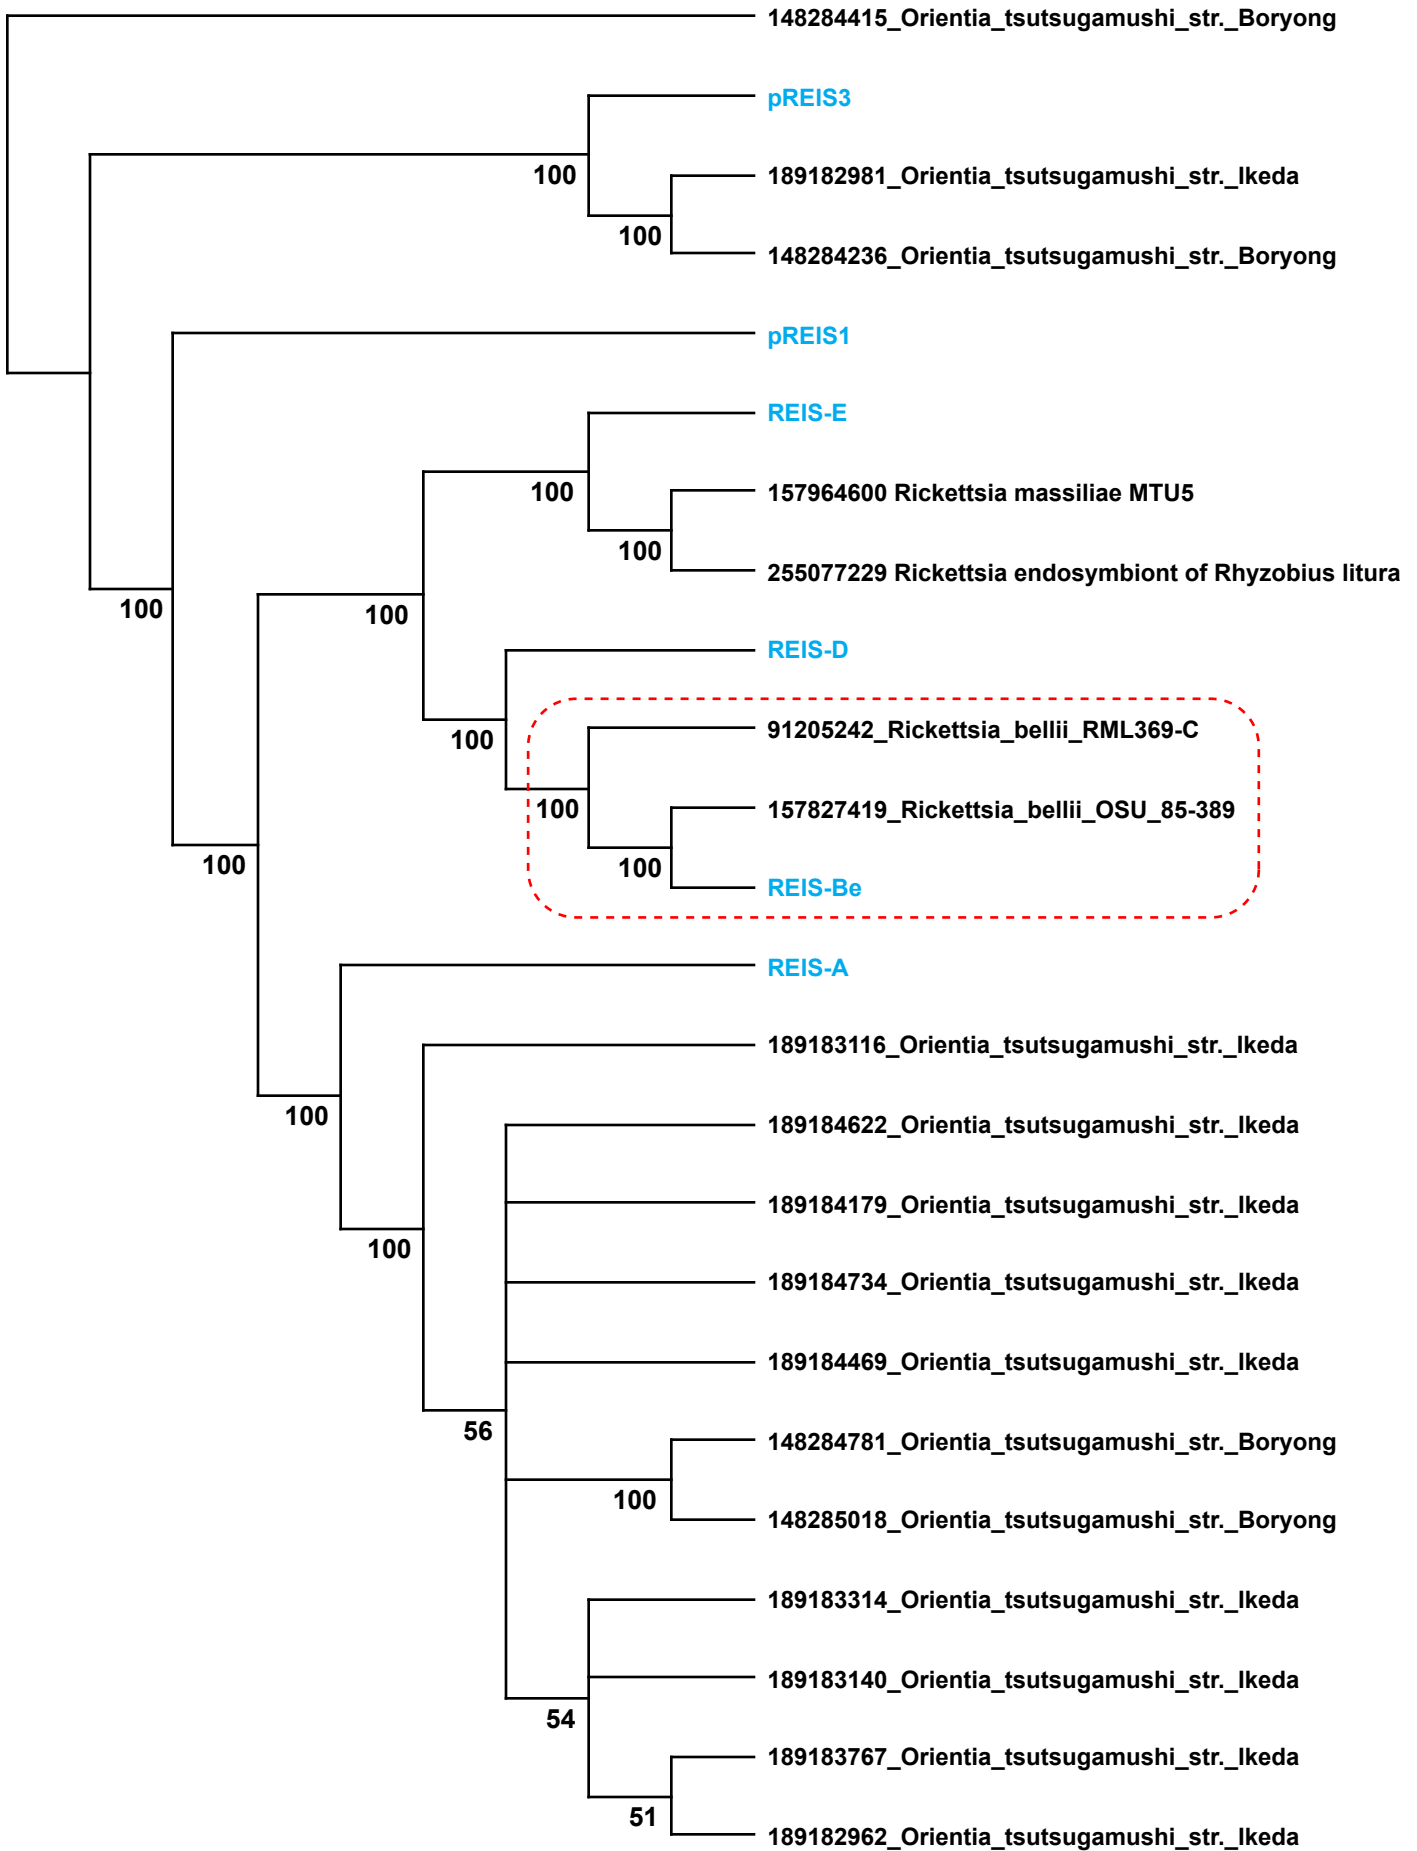 148284415_Orientia_tsutsugamushi_str._Boryong
pREIS3
100
189182981_Orientia_tsutsugamushi_str._Ikeda
100
148284236_Orientia_tsutsugamushi_str._Boryong
pREIS1
REIS-E
100
157964600 Rickettsia massiliae MTU5
100
255077229 Rickettsia endosymbiont of Rhyzobius litura
100
100
REIS-D
100
91205242_Rickettsia_bellii_RML369-C
100
157827419_Rickettsia_bellii_OSU_85-389
100
100
REIS-Be
REIS-A
189183116_Orientia_tsutsugamushi_str._Ikeda
100
189184622_Orientia_tsutsugamushi_str._Ikeda
189184179_Orientia_tsutsugamushi_str._Ikeda
100
189184734_Orientia_tsutsugamushi_str._Ikeda
189184469_Orientia_tsutsugamushi_str._Ikeda
56
148284781_Orientia_tsutsugamushi_str._Boryong
100
148285018_Orientia_tsutsugamushi_str._Boryong
189183314_Orientia_tsutsugamushi_str._Ikeda
189183140_Orientia_tsutsugamushi_str._Ikeda
54
189183767_Orientia_tsutsugamushi_str._Ikeda
51
189182962_Orientia_tsutsugamushi_str._Ikeda